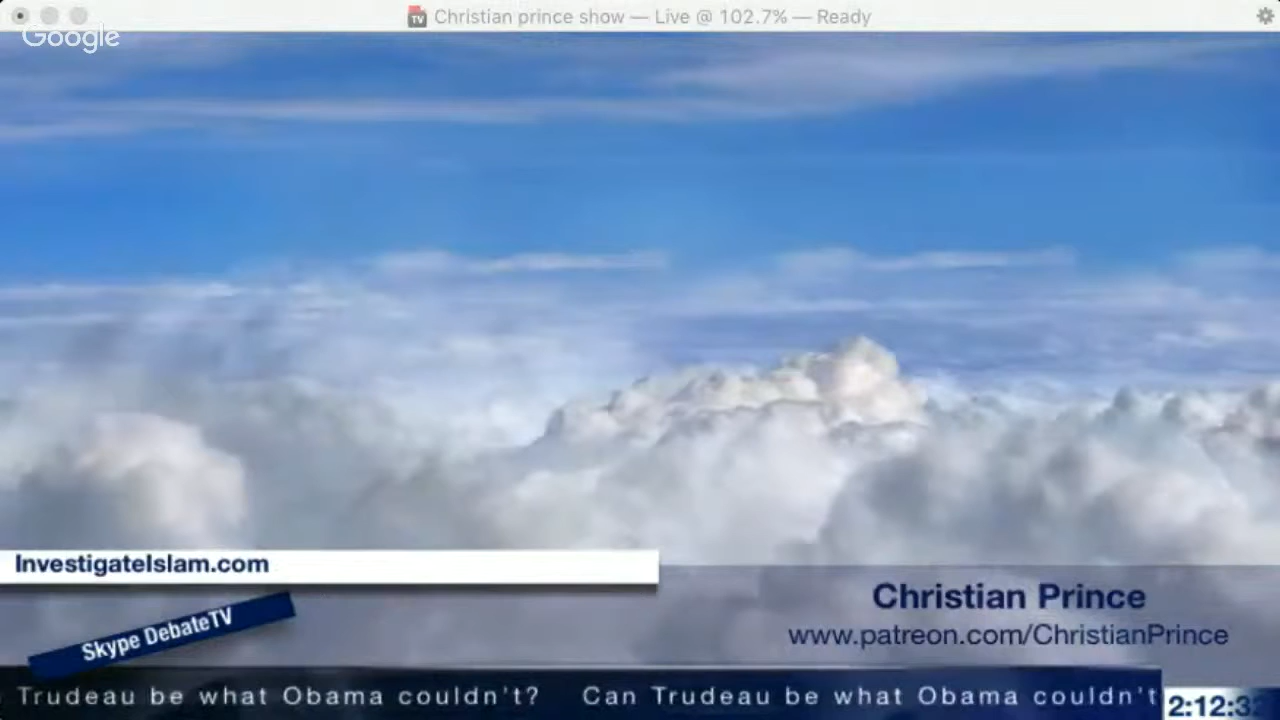 Christian prince show — Live @ 102.7% — Ready
Google
InvestigateIslam.com
Christian Prince
Skype DebateTV
www.patreon.com/ChristianPrince
Trudeau be what Obama couldn't? Can Trudeau be what Obama couldn't
2:12:3